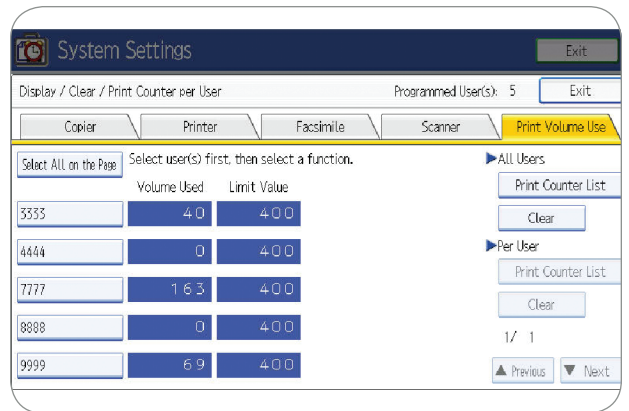 System Settings
Exit
Display / Clear / Print Counter per User
Programmed User(s): 5
Exit
Copier
Printer
Facsimile
Scanner
Print Volume Use
Select All on the Page
Select user(s) first, then select a function.
Volume Used
Limit Value
3333
40
400
4444
0
400
7777
163
400
8888
0
400
9999
69
400
All Users
Print Counter List
Clear
Per User
Print Counter List
Clear
1/ 1
▲ Previous
▼ Next